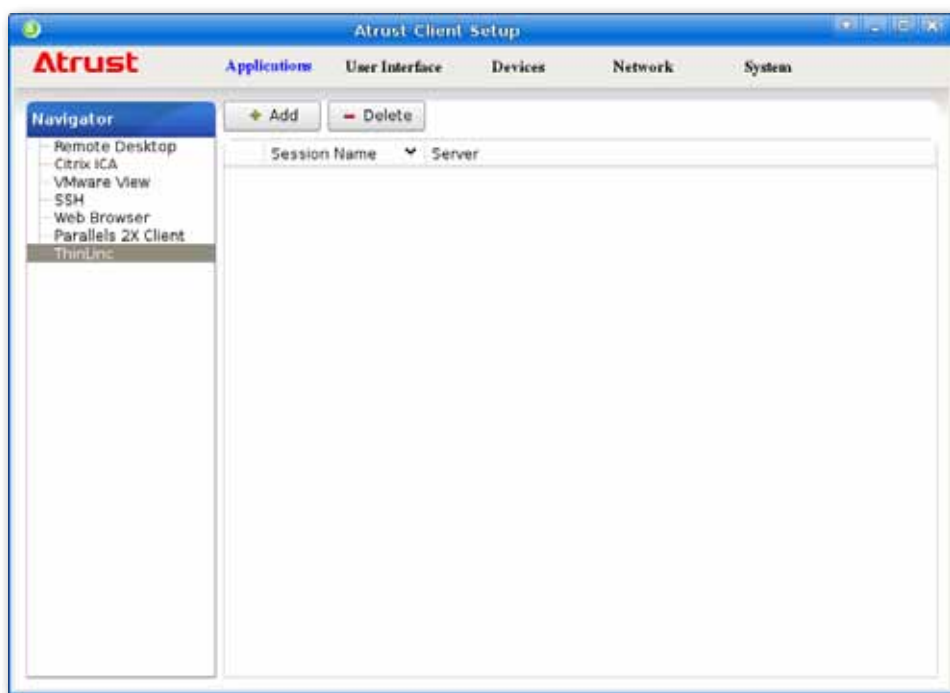 Atrust Client Setup
Atrust
Applications User Interface Devices Network System
Navigator
Remote Desktop
Citrix ICA
VMware View
SSH
Web Browser
Parallels 2X Client
ThinLinc
Add Delete
Session Name Server